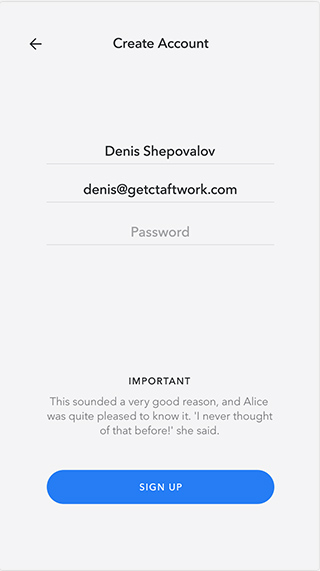 Create Account
Denis Shepovalov
denis@getctaftwork.com
Password
IMPORTANT
This sounded a very good reason, and Alice
was quite pleased to know it. 'I never thought
of that before!' she said.
SIGN UP